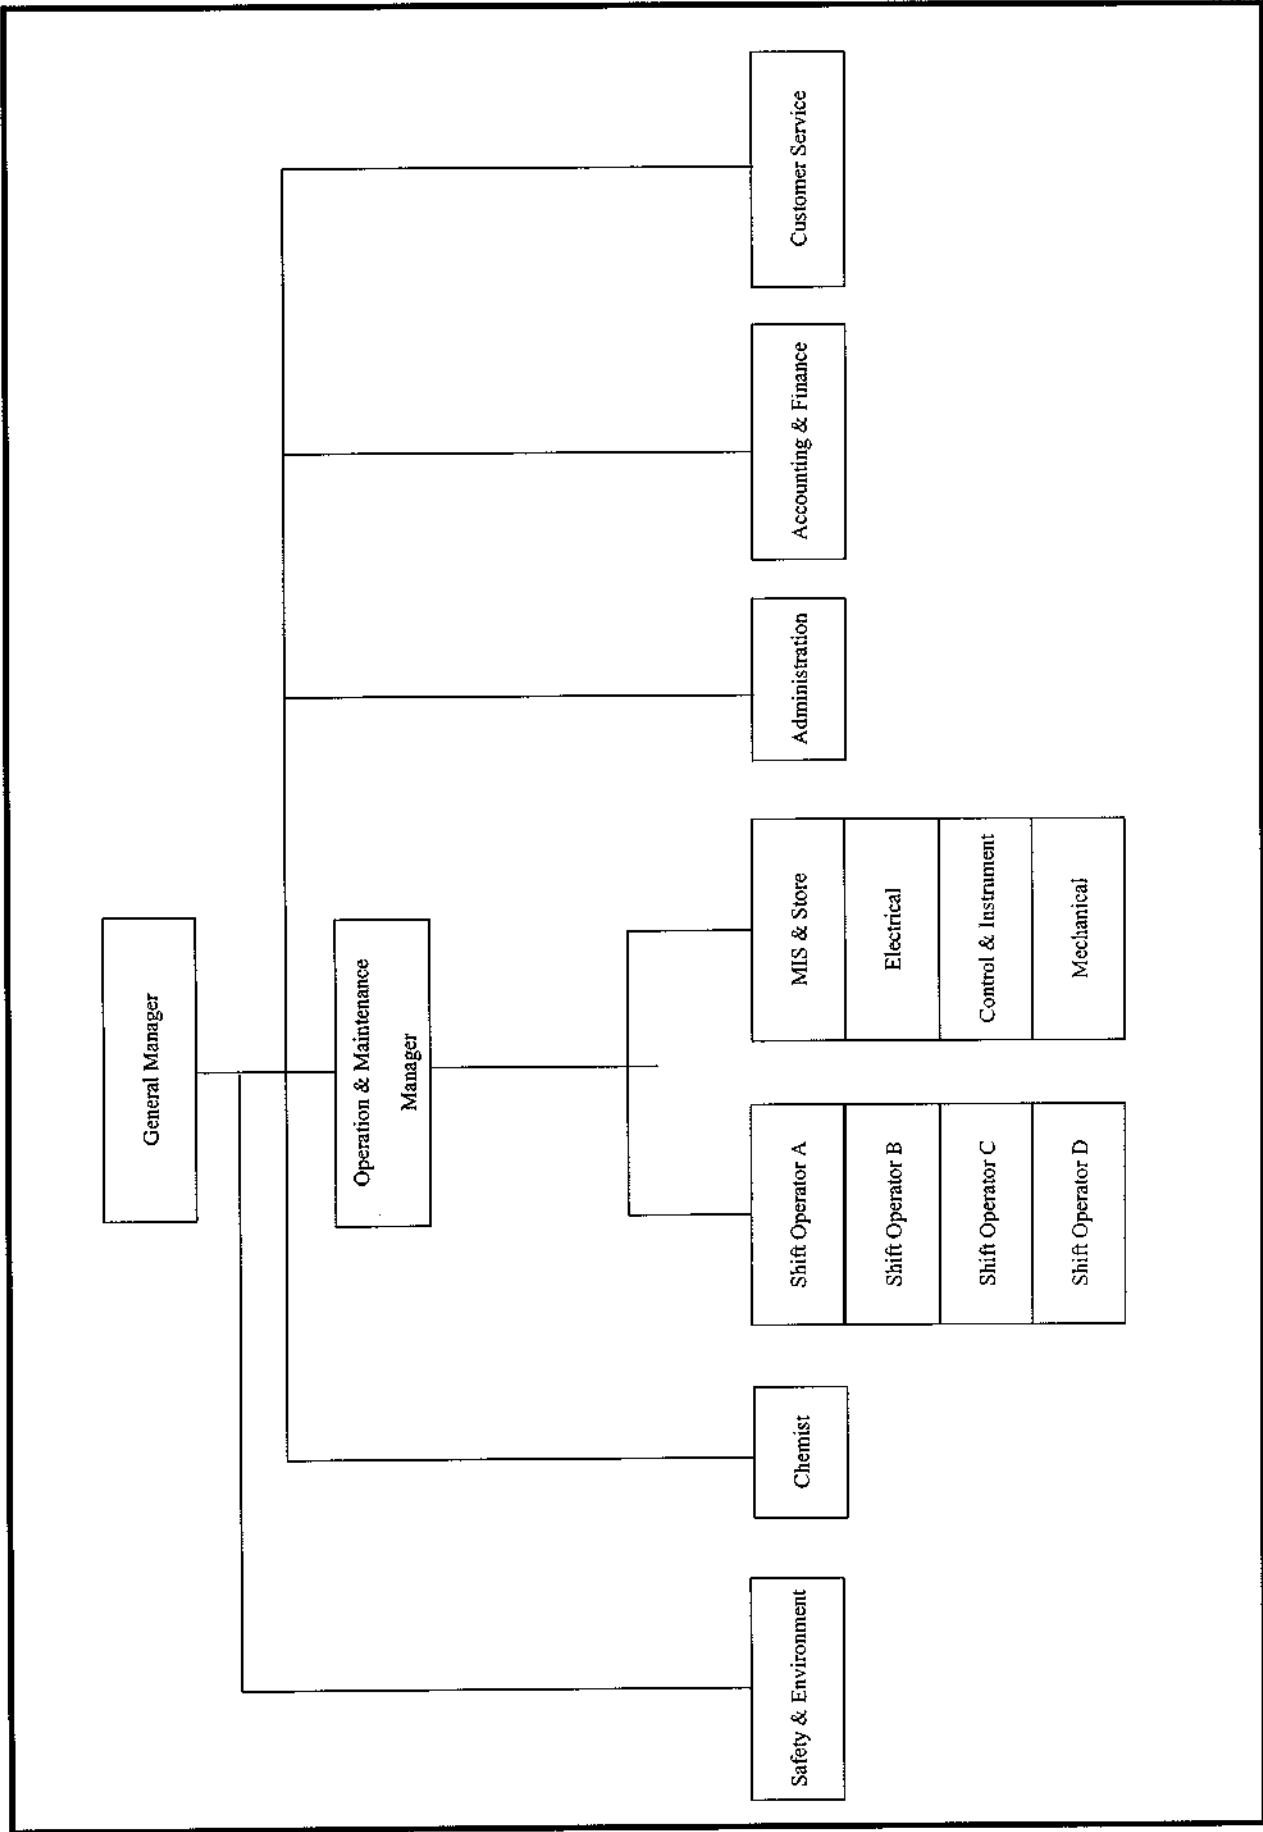 General Manager
Operation & Maintenance
Manager
Safety & Environment
Chemist
Shift Operator A
Shift Operator B
Shift Operator C
Shift Operator D
MIS & Store
Electrical
Control & Instrument
Mechanical
Administration
Accounting & Finance
Customer Service